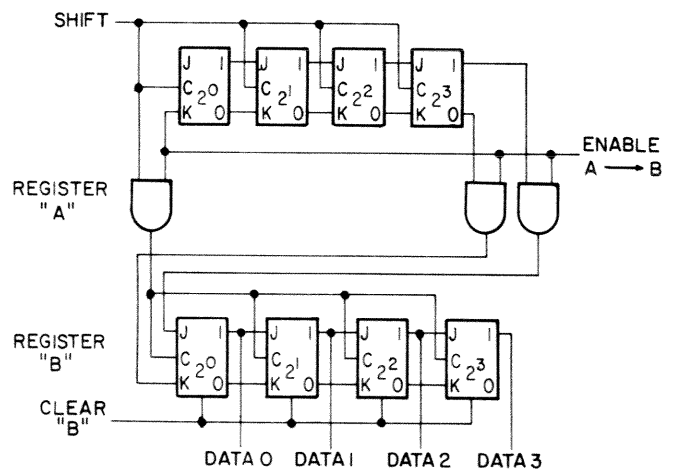 SHIFT
J 1 J 1 J 1 J 1
C 2⁰ C 2¹ C 2² C 2³
K 0 K 0 K 0 K 0
ENABLE
A → B
REGISTER
"A"
REGISTER
"B"
J 1 J 1 J 1 J 1
C 2⁰ C 2¹ C 2² C 2³
K 0 K 0 K 0 K 0
CLEAR
"B"
DATA 0 DATA 1 DATA 2 DATA 3